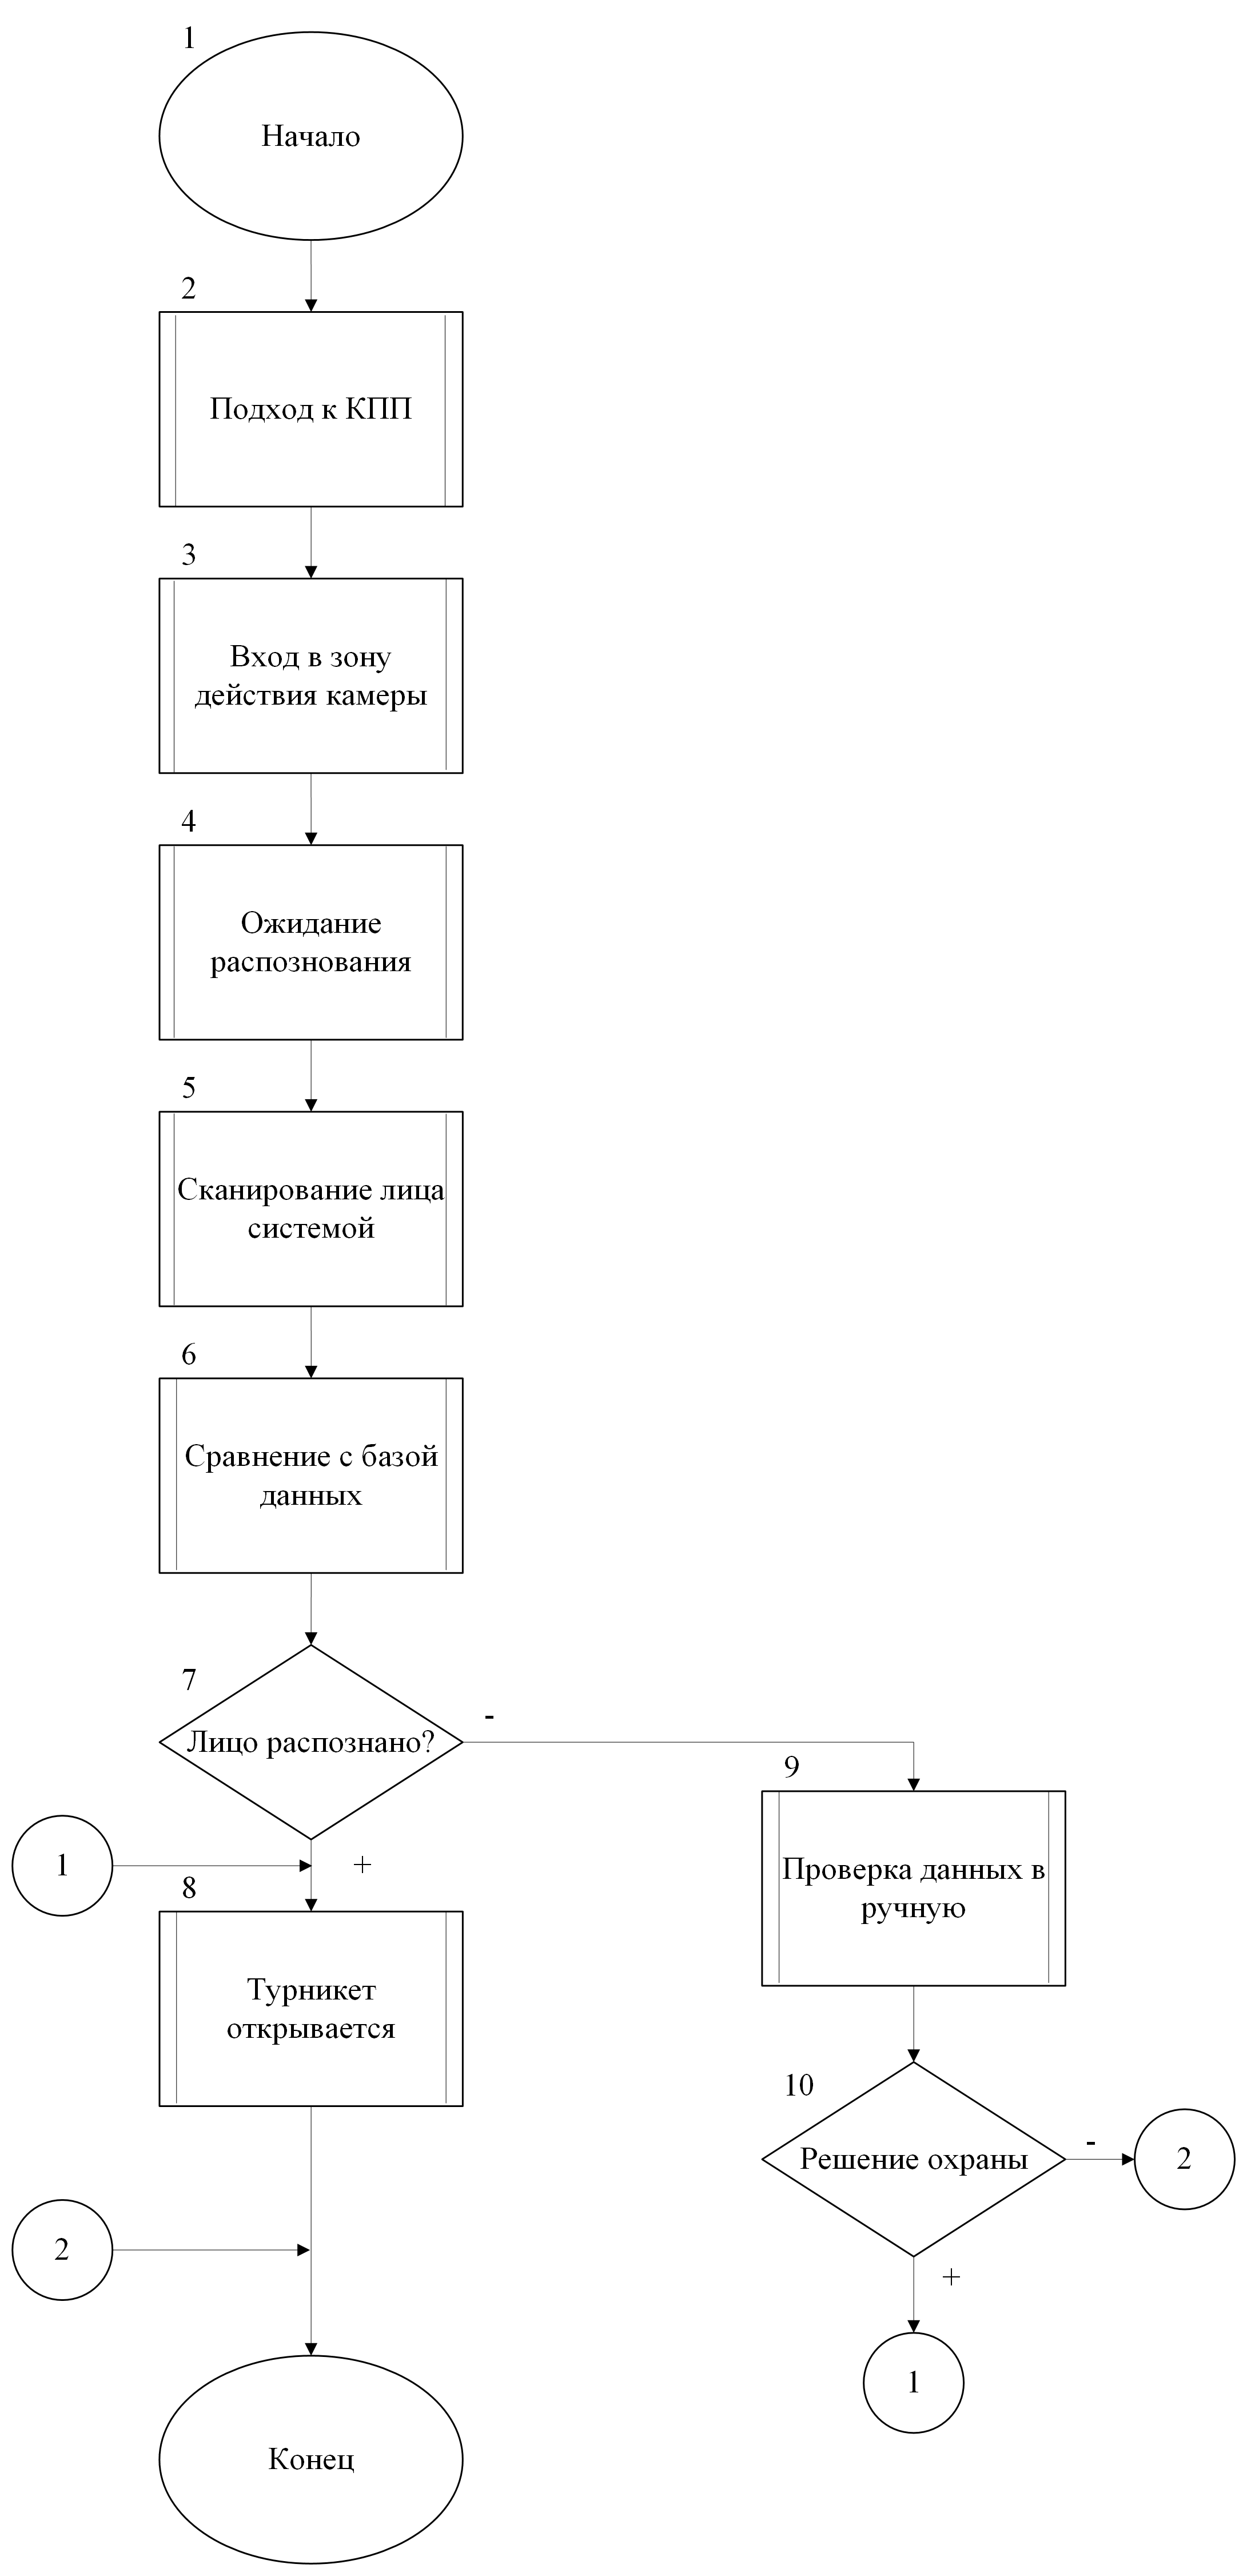 1
Начало
2
Подход к КПП
3
Вход в зону
действия камеры
4
Ожидание
распознования
5
Сканирование лица
системой
6
Сравнение с базой
данных
7
Лицо распознано?
-
1
+
8
Турникет
открывается
9
Проверка данных в
ручную
10
Решение охраны
-
2
+
1
2
Конец